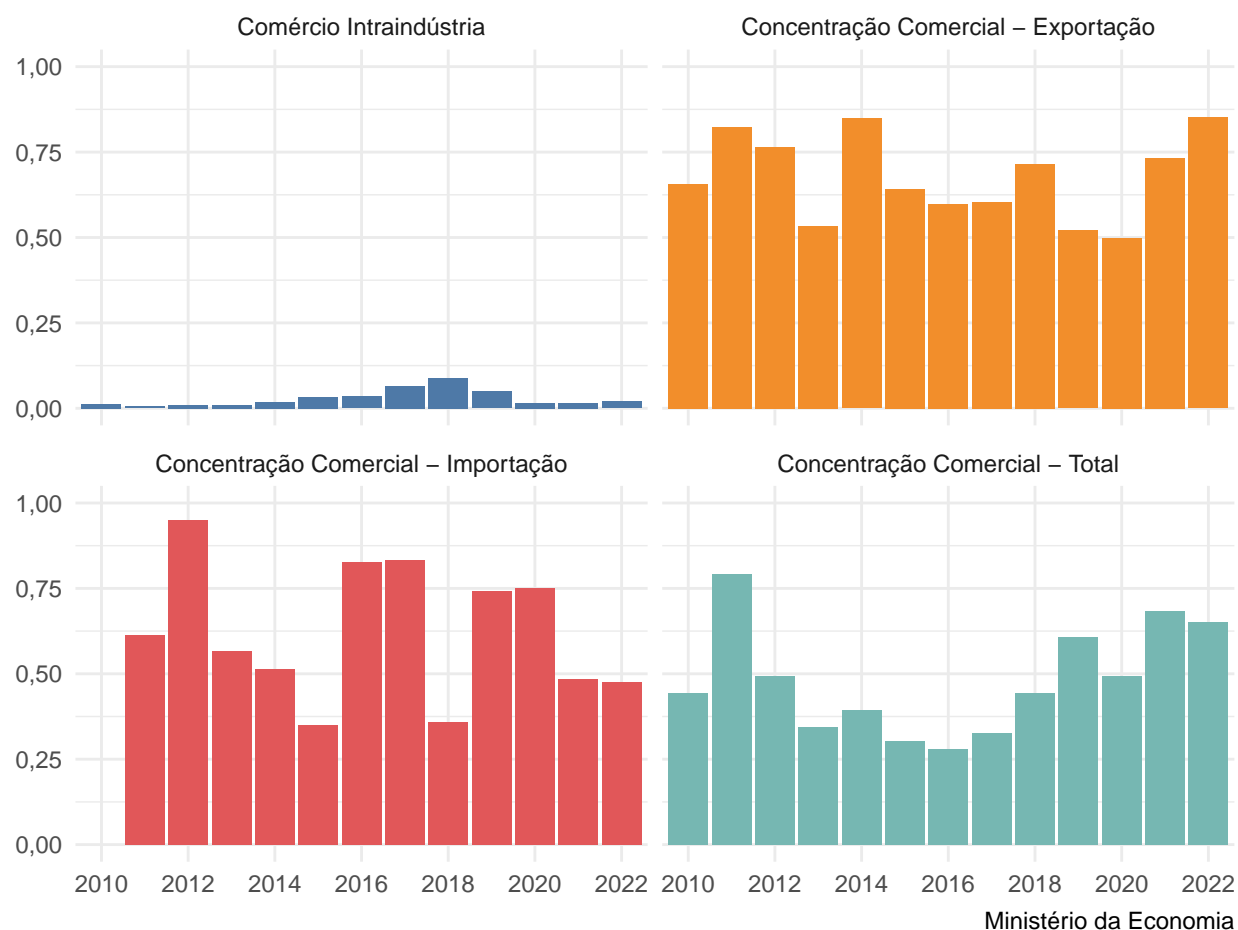 Comércio Intraindústria
Concentração Comercial – Exportação
1,00
0,75
0,50
0,25
0,00
Concentração Comercial – Importação
Concentração Comercial – Total
1,00
0,75
0,50
0,25
0,00
2010 2012 2014 2016 2018 2020 2022
2010 2012 2014 2016 2018 2020 2022
Ministério da Economia